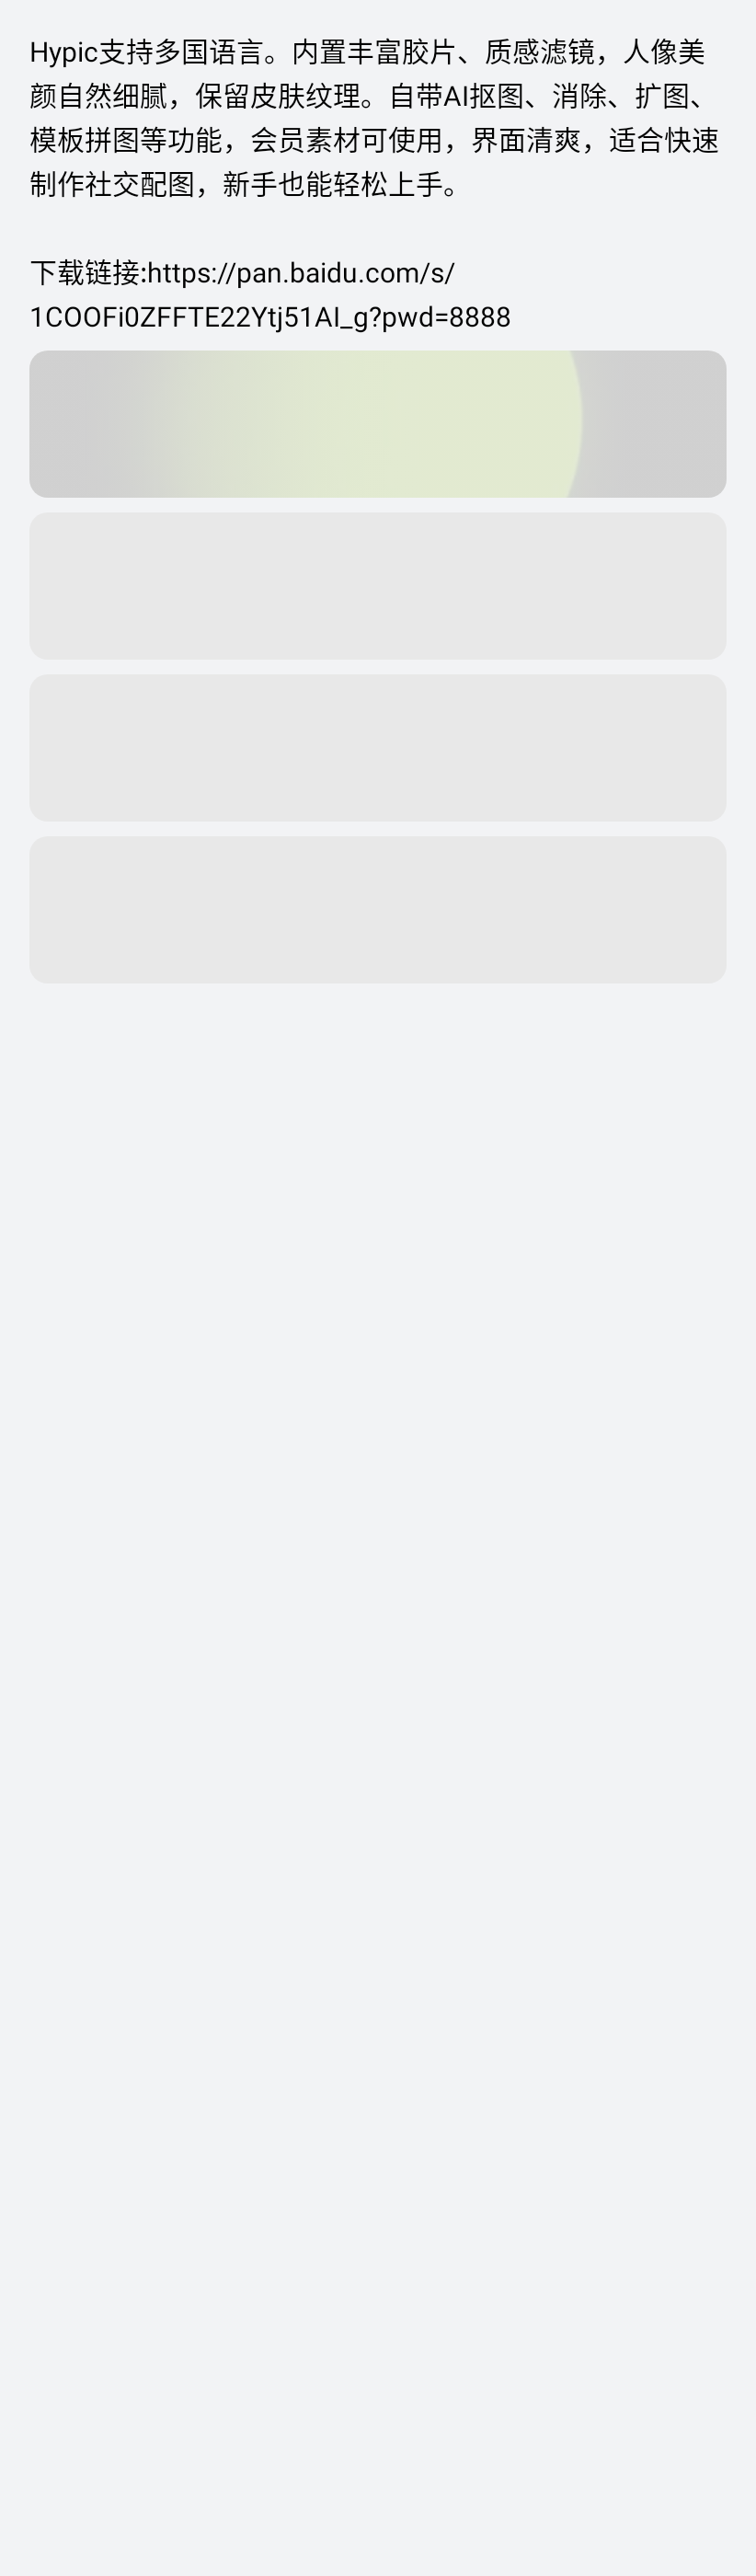 Hypic支持多国语言。内置丰富胶片、质感滤镜，人像美
颜自然细腻，保留皮肤纹理。自带AI抠图、消除、扩图、
模板拼图等功能，会员素材可使用，界面清爽，适合快速
制作社交配图，新手也能轻松上手。
下载链接:https://pan.baidu.com/s/
1COOFi0ZFFTE22Ytj51AI_g?pwd=8888